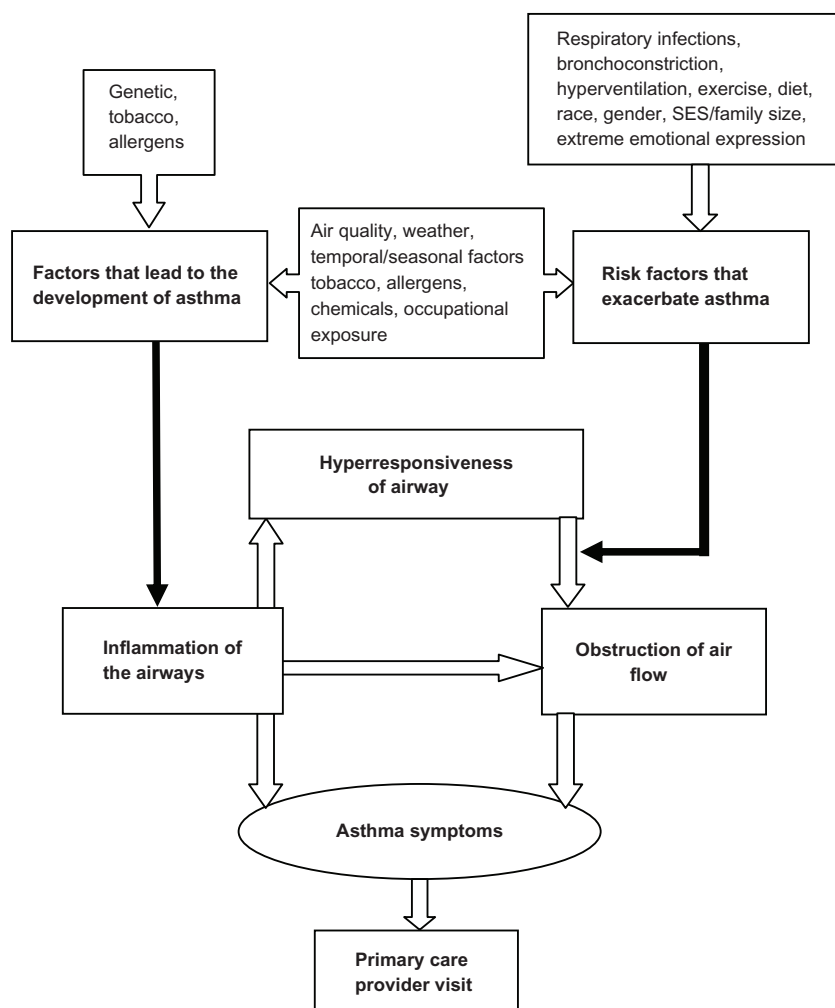 Genetic,
tobacco,
allergens
Respiratory infections,
bronchoconstriction,
hyperventilation, exercise, diet,
race, gender, SES/family size,
extreme emotional expression
Factors that lead to the
development of asthma
Air quality, weather,
temporal/seasonal factors
tobacco, allergens,
chemicals, occupational
exposure
Risk factors that
exacerbate asthma
Hyperresponsiveness
of airway
Inflammation of
the airways
Obstruction of air
flow
Asthma symptoms
Primary care
provider visit